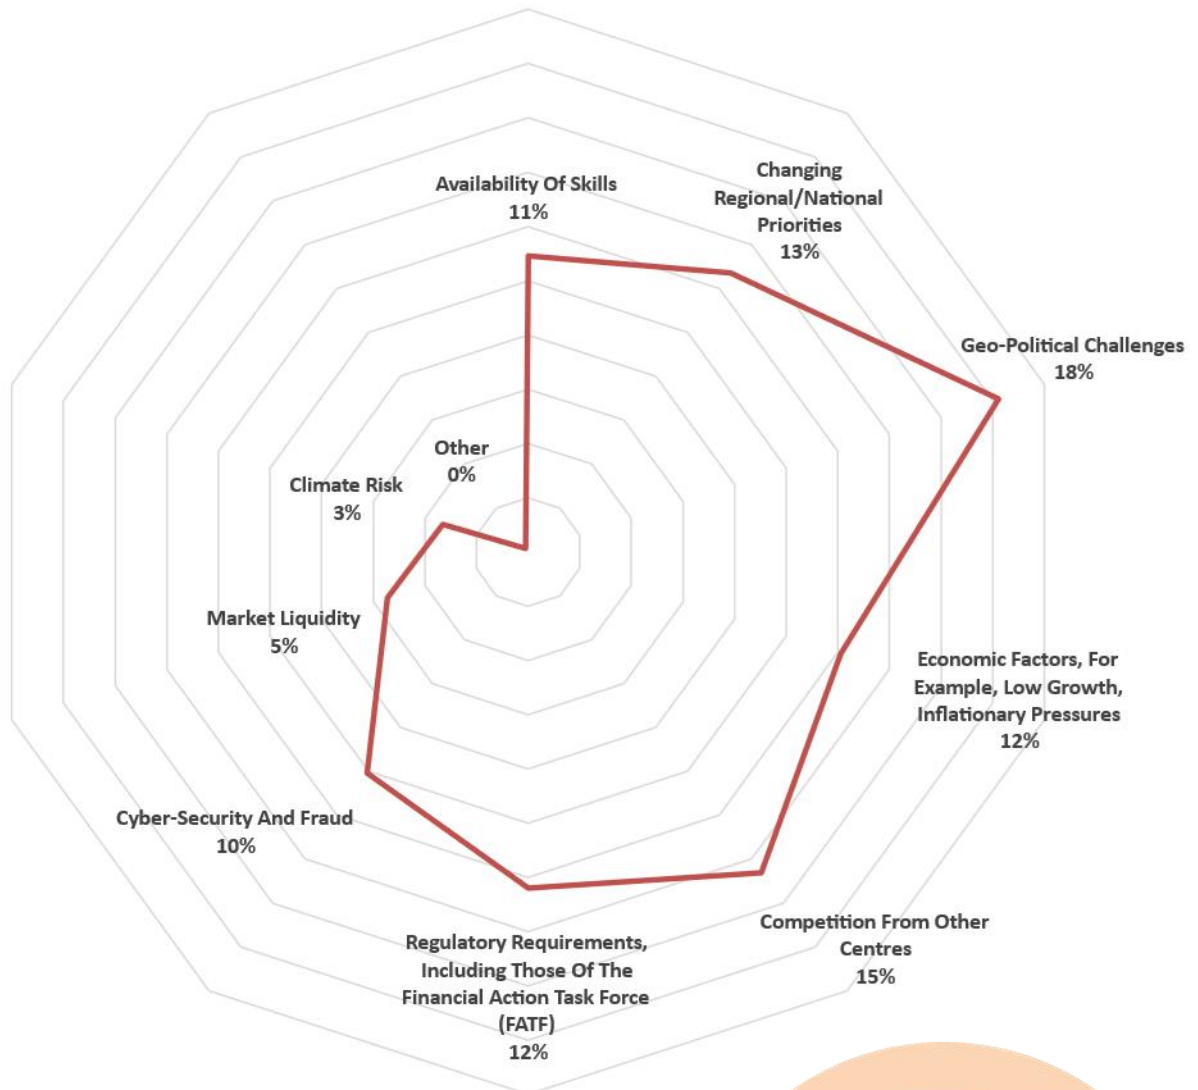 Availability Of Skills
11%
Changing
Regional/National
Priorities
13%
Geo-Political Challenges
18%
Economic Factors, For
Example, Low Growth,
Inflationary Pressures
12%
Competition From Other
Centres
15%
Regulatory Requirements,
Including Those Of The
Financial Action Task Force
(FATF)
12%
Cyber-Security And Fraud
10%
Market Liquidity
5%
Climate Risk
3%
Other
0%